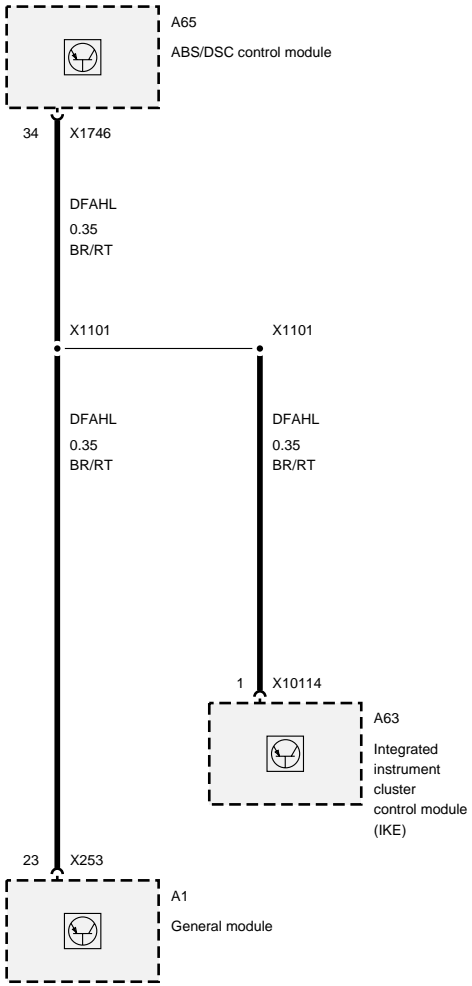 A65
ABS/DSC control module
34 X1746
DFAHL
0.35
BR/RT
X1101 X1101
DFAHL DFAHL
0.35 0.35
BR/RT BR/RT
1 X10114
A63
Integrated
instrument
cluster
control module
(IKE)
23 X253
A1
General module